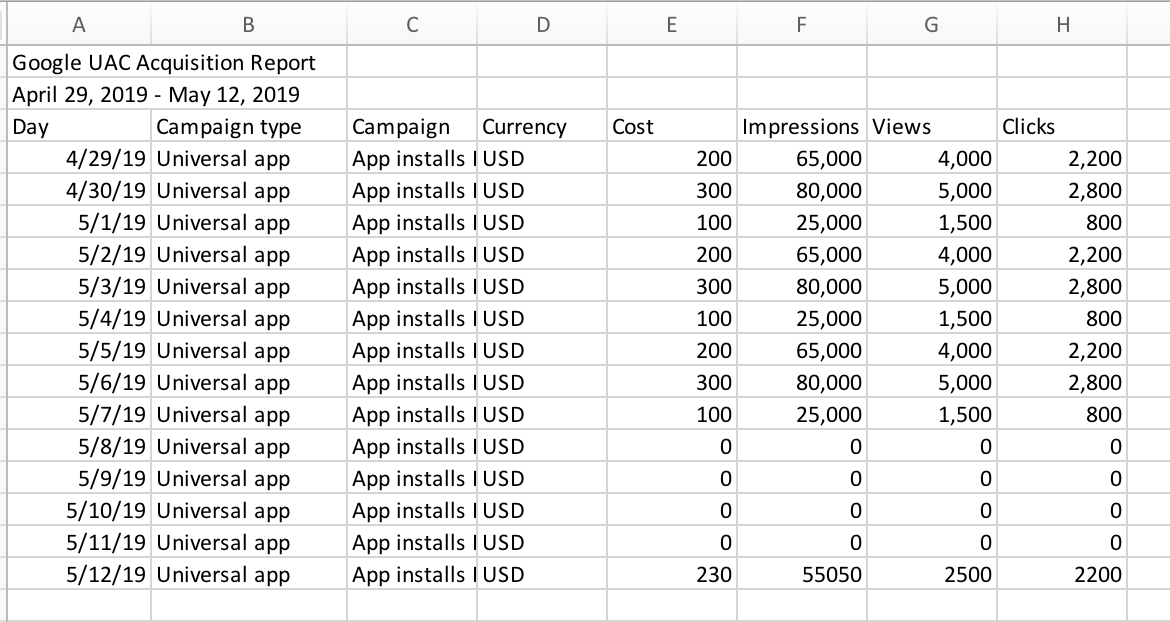 A B C D E F G H
Google UAC Acquisition Report
April 29, 2019 - May 12, 2019
Day Campaign type Campaign Currency Cost Impressions Views Clicks
4/29/19 Universal app App installs USD 200 65,000 4,000 2,200
4/30/19 Universal app App installs USD 300 80,000 5,000 2,800
5/1/19 Universal app App installs USD 100 25,000 1,500 800
5/2/19 Universal app App installs USD 200 65,000 4,000 2,200
5/3/19 Universal app App installs USD 300 80,000 5,000 2,800
5/4/19 Universal app App installs USD 100 25,000 1,500 800
5/5/19 Universal app App installs USD 200 65,000 4,000 2,200
5/6/19 Universal app App installs USD 300 80,000 5,000 2,800
5/7/19 Universal app App installs USD 100 25,000 1,500 800
5/8/19 Universal app App installs USD 0 0 0 0
5/9/19 Universal app App installs USD 0 0 0 0
5/10/19 Universal app App installs USD 0 0 0 0
5/11/19 Universal app App installs USD 0 0 0 0
5/12/19 Universal app App installs USD 230 55050 2500 2200